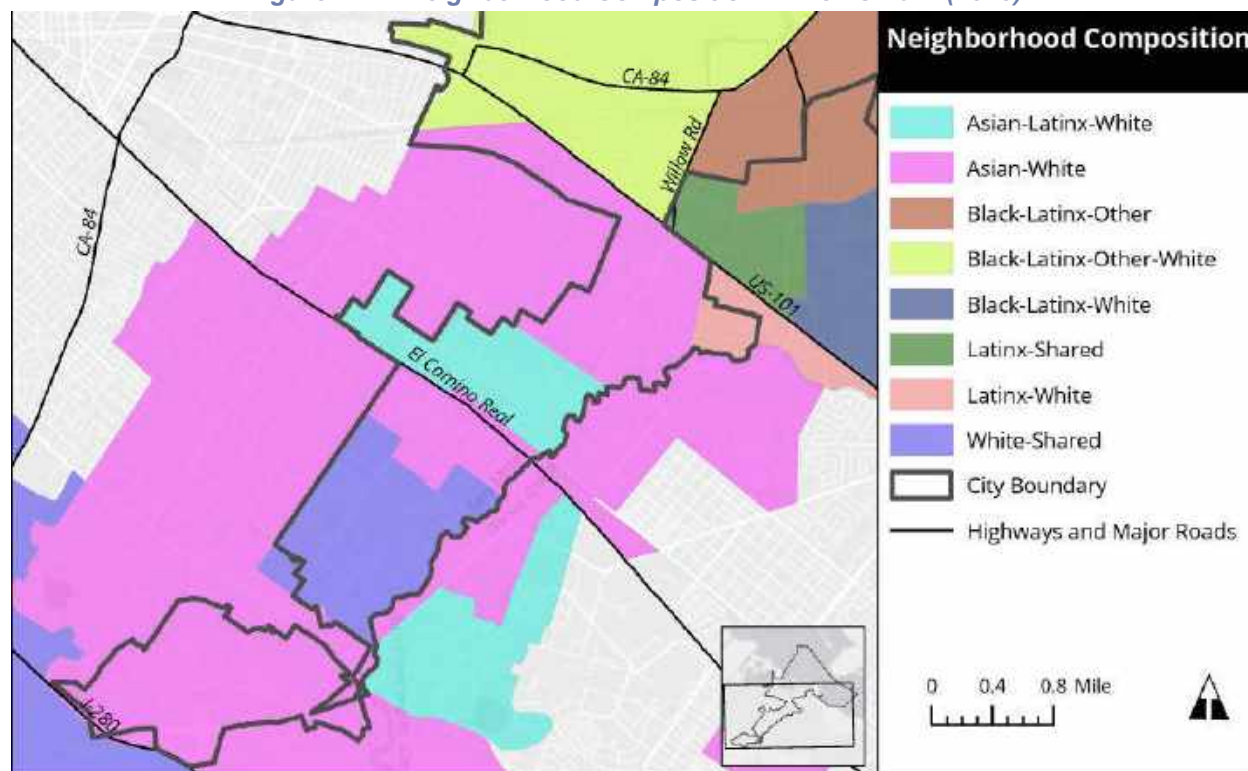 Neighborhood Composition
CA-84
Willow Rd
CA-84
US-101
El Camino Real
I-280
Asian-Latinx-White
Asian-White
Black-Latinx-Other
Black-Latinx-Other-White
Black-Latinx-White
Latinx-Shared
Latinx-White
White-Shared
City Boundary
Highways and Major Roads
0 0.4 0.8 Mile